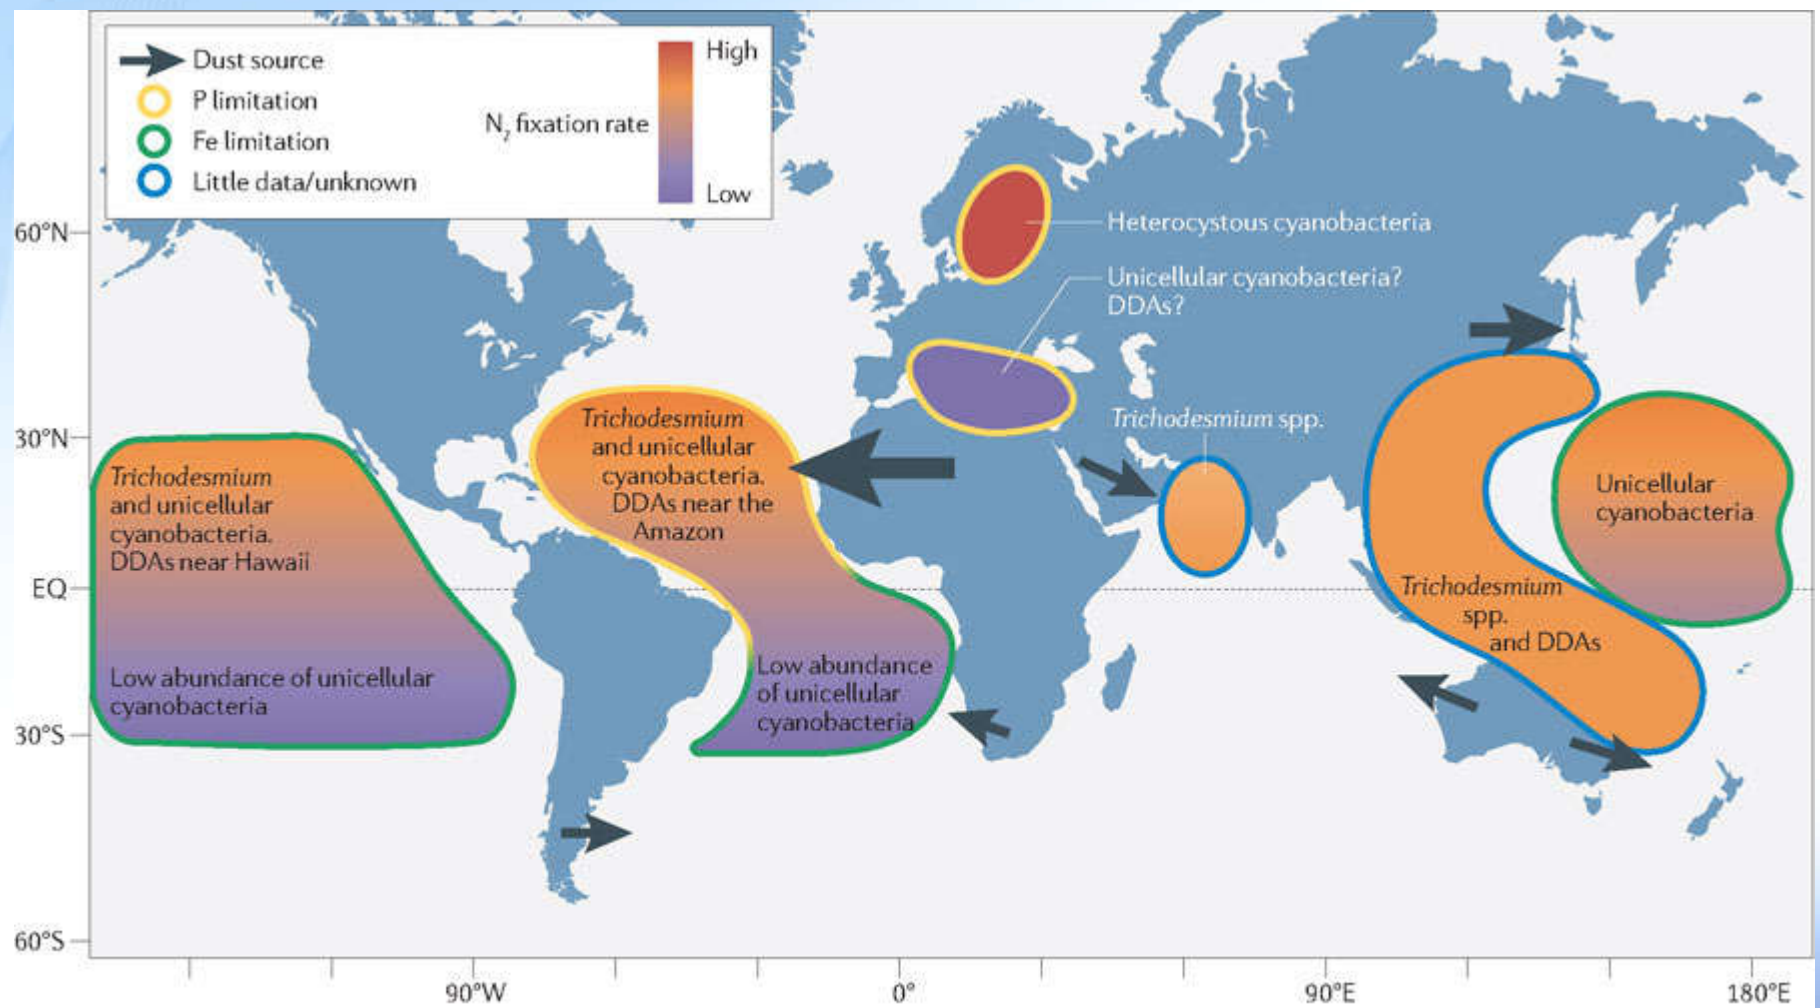 Dust source
P limitation
Fe limitation
Little data/unknown
N₂ fixation rate
High
Low
60°N
30°N
EQ
30°S
60°S
90°W
0°
90°E
180°E
Heterocystous cyanobacteria
Unicellular cyanobacteria?
DDAs?
Trichodesmium spp.
Trichodesmium
and unicellular
cyanobacteria.
DDAs near Hawaii
Low abundance of unicellular
cyanobacteria
Trichodesmium
and unicellular
cyanobacteria.
DDAs near the
Amazon
Low abundance
of unicellular
cyanobacteria
Trichodesmium
spp.
and DDAs
Unicellular
cyanobacteria